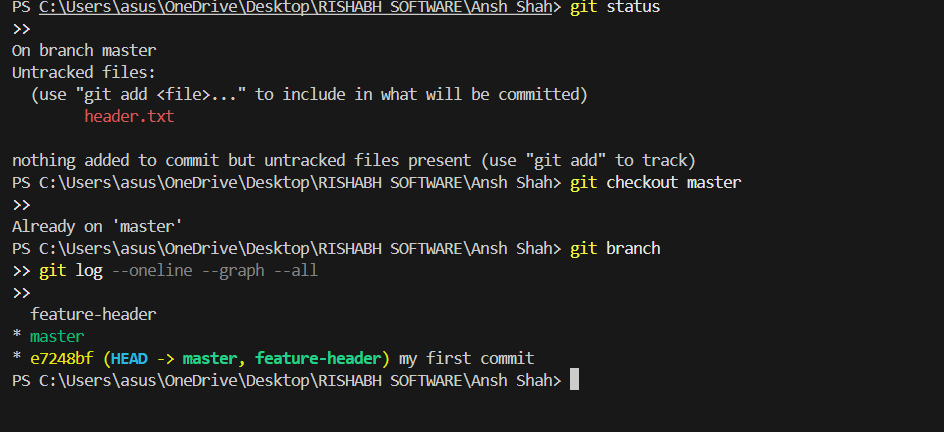 PS C:\Users\asus\OneDrive\Desktop\RISHABH SOFTWARE\Ansh Shah> git status
>>
On branch master
Untracked files:
  (use "git add <file>..." to include in what will be committed)
        header.txt

nothing added to commit but untracked files present (use "git add" to track)
PS C:\Users\asus\OneDrive\Desktop\RISHABH SOFTWARE\Ansh Shah> git checkout master
>>
Already on 'master'
PS C:\Users\asus\OneDrive\Desktop\RISHABH SOFTWARE\Ansh Shah> git branch
>> git log --oneline --graph --all
>>
  feature-header
* master
* e7248bf (HEAD -> master, feature-header) my first commit
PS C:\Users\asus\OneDrive\Desktop\RISHABH SOFTWARE\Ansh Shah>